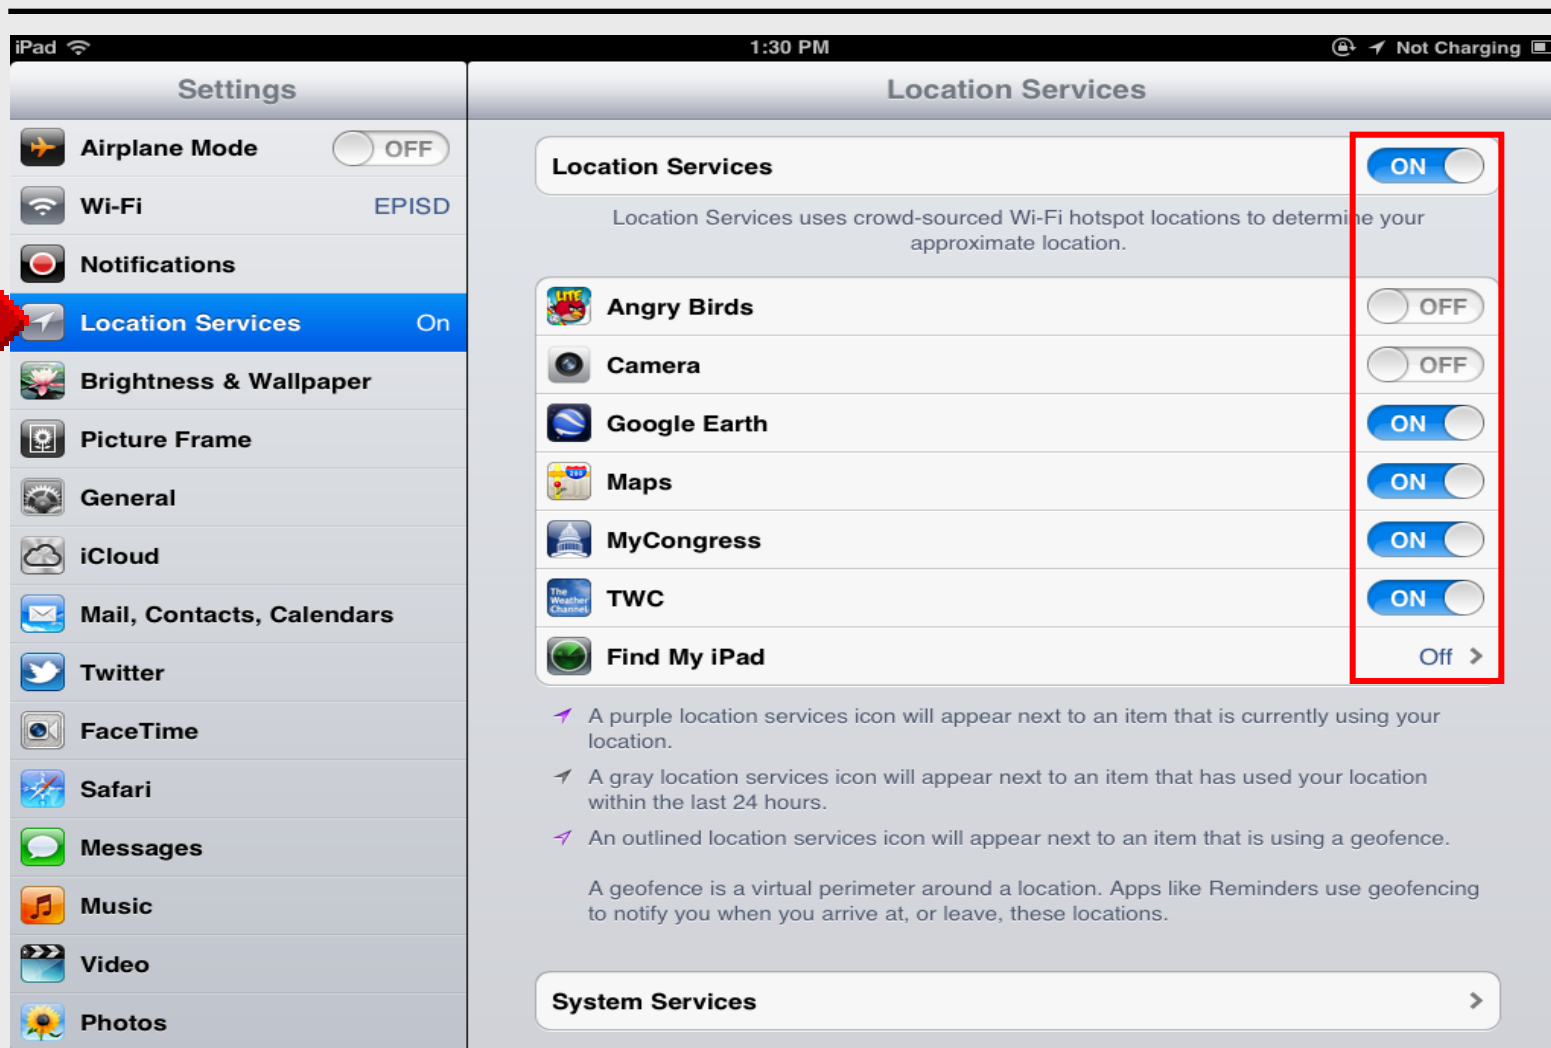 iPad
1:30 PM
Not Charging
Settings
Location Services
Airplane Mode OFF
Wi-Fi EPISD
Notifications
Location Services On
Brightness & Wallpaper
Picture Frame
General
iCloud
Mail, Contacts, Calendars
Twitter
FaceTime
Safari
Messages
Music
Video
Photos
Location Services ON
Location Services uses crowd-sourced Wi-Fi hotspot locations to determine your
approximate location.
LITE
Angry Birds OFF
Camera OFF
Google Earth ON
280
Maps ON
MyCongress ON
The
Weather
Channel
TWC ON
Find My iPad Off
A purple location services icon will appear next to an item that is currently using your
location.
A gray location services icon will appear next to an item that has used your location
within the last 24 hours.
An outlined location services icon will appear next to an item that is using a geofence.
A geofence is a virtual perimeter around a location. Apps like Reminders use geofencing
to notify you when you arrive at, or leave, these locations.
System Services